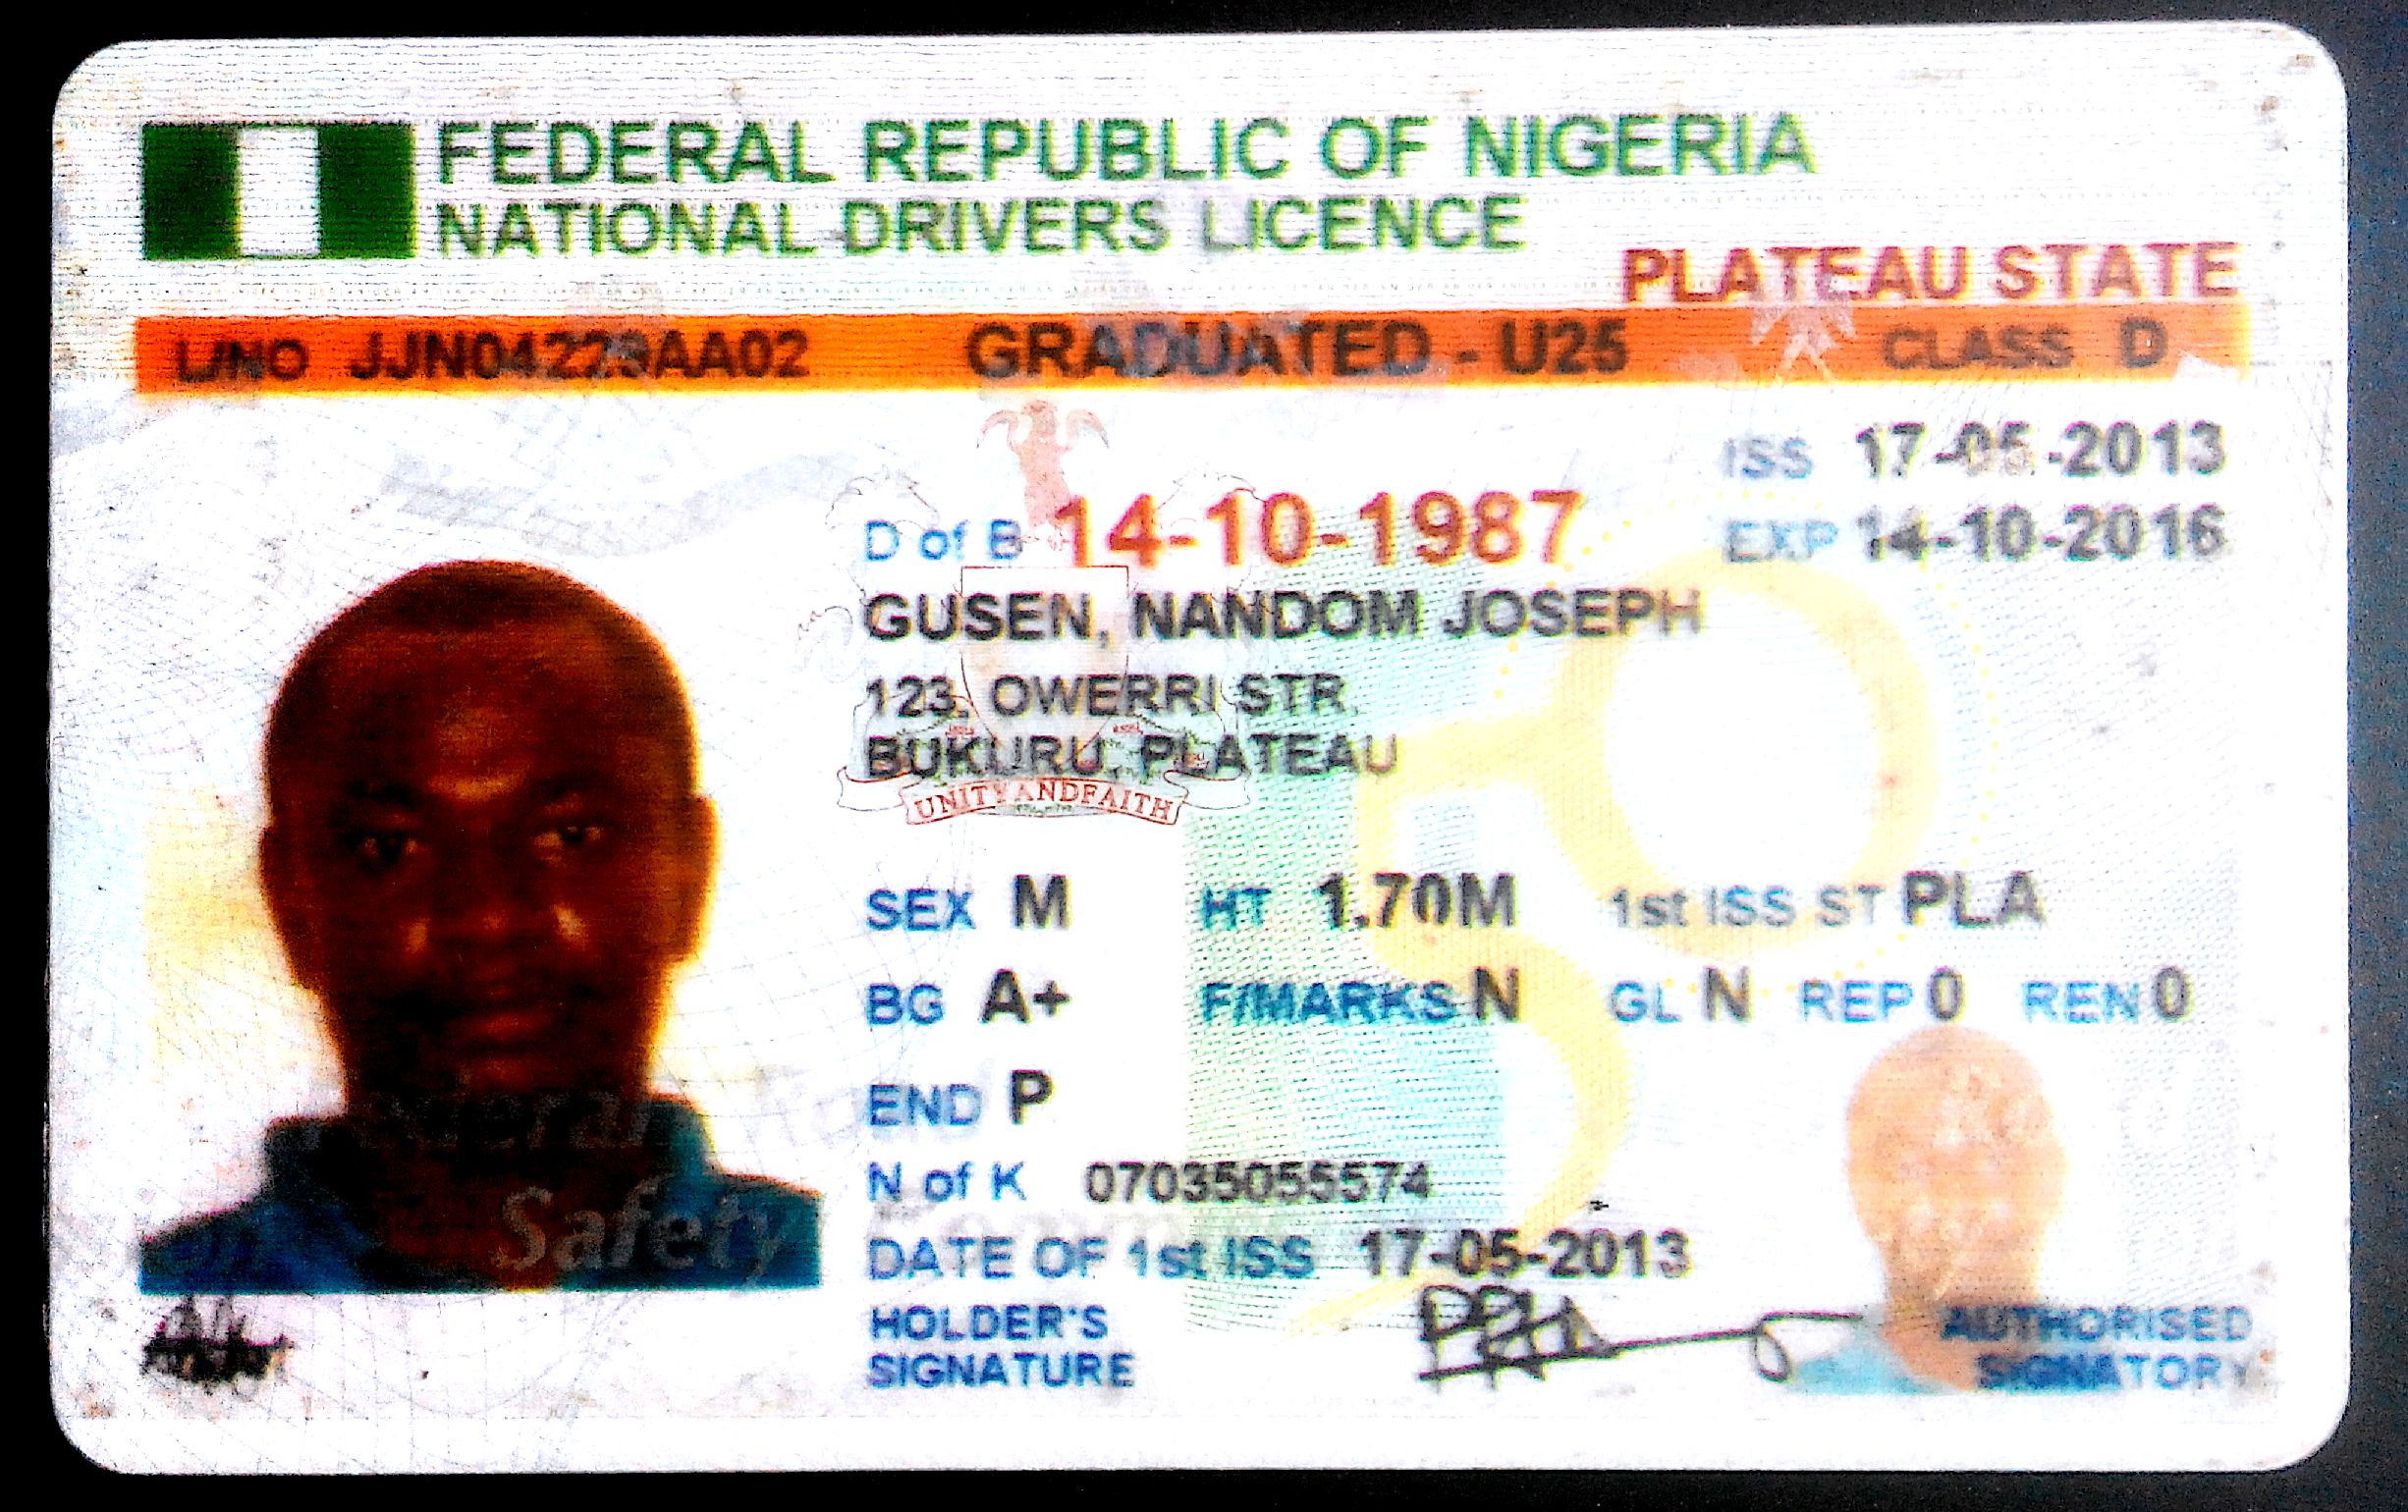 FEDERAL REPUBLIC OF NIGERIA
NATIONAL DRIVERS LICENCE
PLATEAU STATE
L/NO JJN04229AA02 GRADUATED - U25 CLASS D
ISS 17-05-2013
D of B 14-10-1987 EXP 14-10-2016
GUSEN, NANDOM JOSEPH
123, OWERRI STR
BUKURU, PLATEAU
UNITY AND FAITH
SEX M HT 1.70M 1st ISS ST PLA
BG A+ F/MARKS N GL N REP 0 REN 0
END P
Federal
Safety
N of K 07035055574
DATE OF 1st ISS 17-05-2013
HOLDER'S
SIGNATURE
AUTHORISED
SIGNATORY